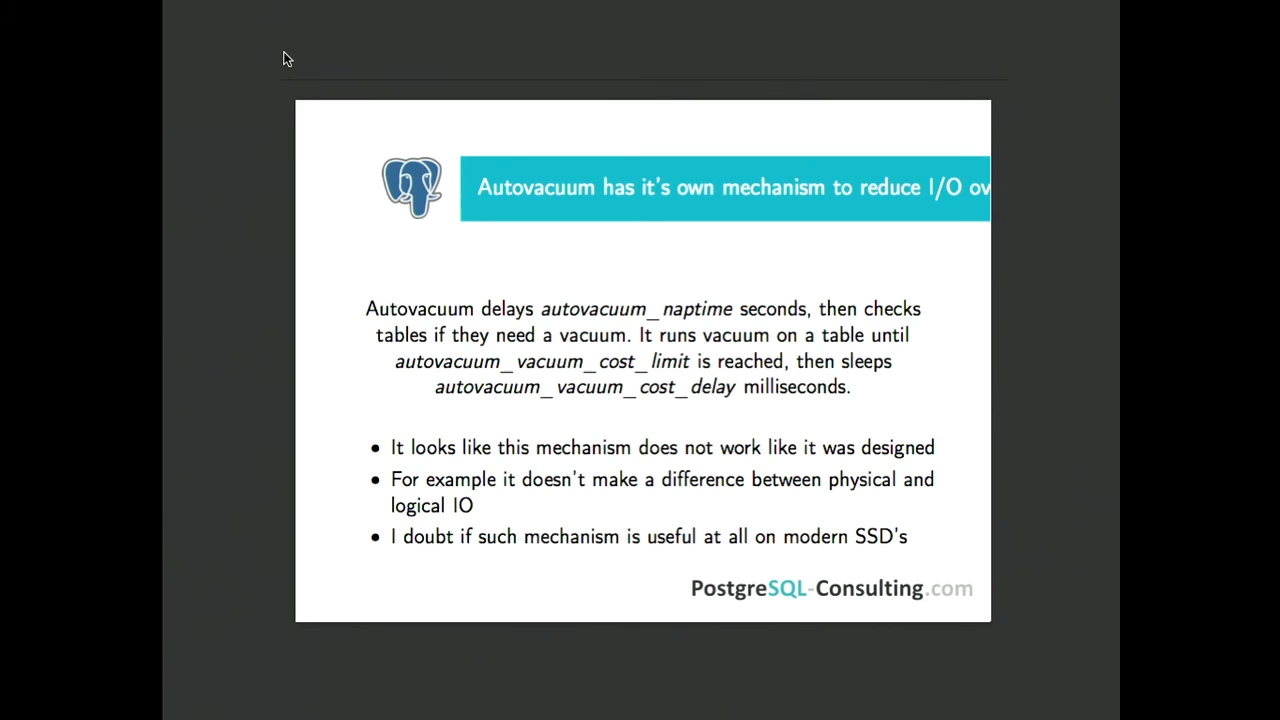 Autovacuum has it's own mechanism to reduce I/O ov
Autovacuum delays autovacuum_naptime seconds, then checks
tables if they need a vacuum. It runs vacuum on a table until
autovacuum_vacuum_cost_limit is reached, then sleeps
autovacuum_vacuum_cost_delay milliseconds.
• It looks like this mechanism does not work like it was designed
• For example it doesn't make a difference between physical and
logical IO
• I doubt if such mechanism is useful at all on modern SSD's
PostgreSQL-Consulting.com